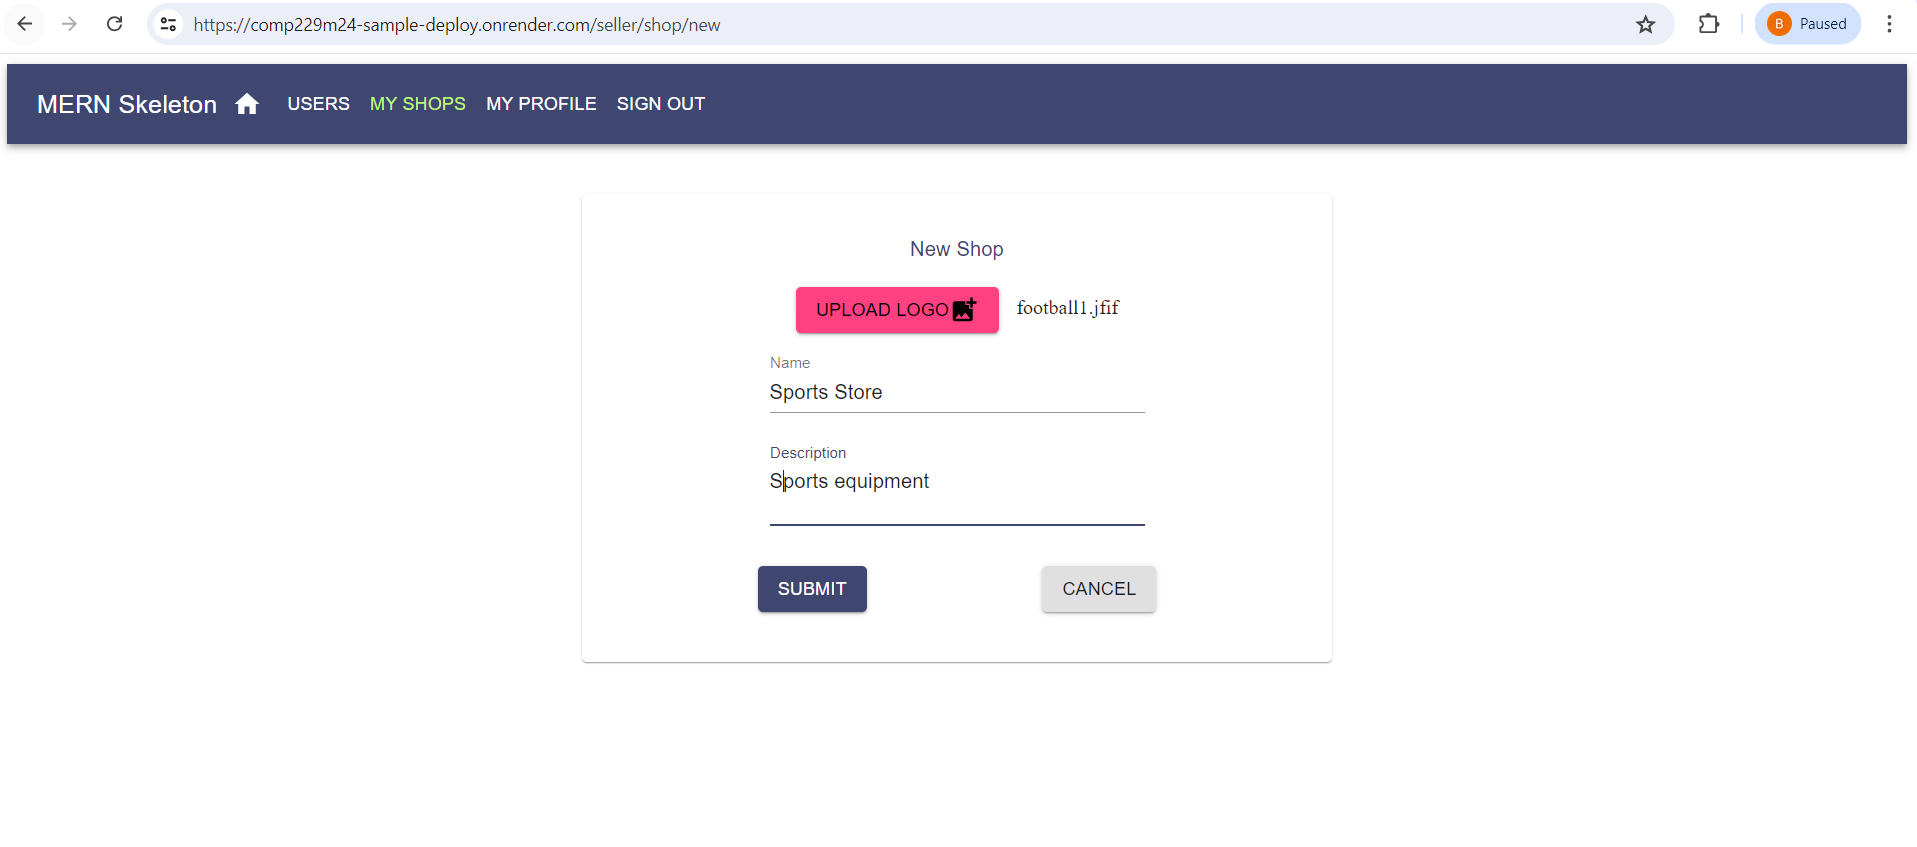 https://comp229m24-sample-deploy.onrender.com/seller/shop/new
B Paused
MERN Skeleton USERS MY SHOPS MY PROFILE SIGN OUT
New Shop
UPLOAD LOGO football1.jfif
Name
Sports Store
Description
Sports equipment
SUBMIT CANCEL